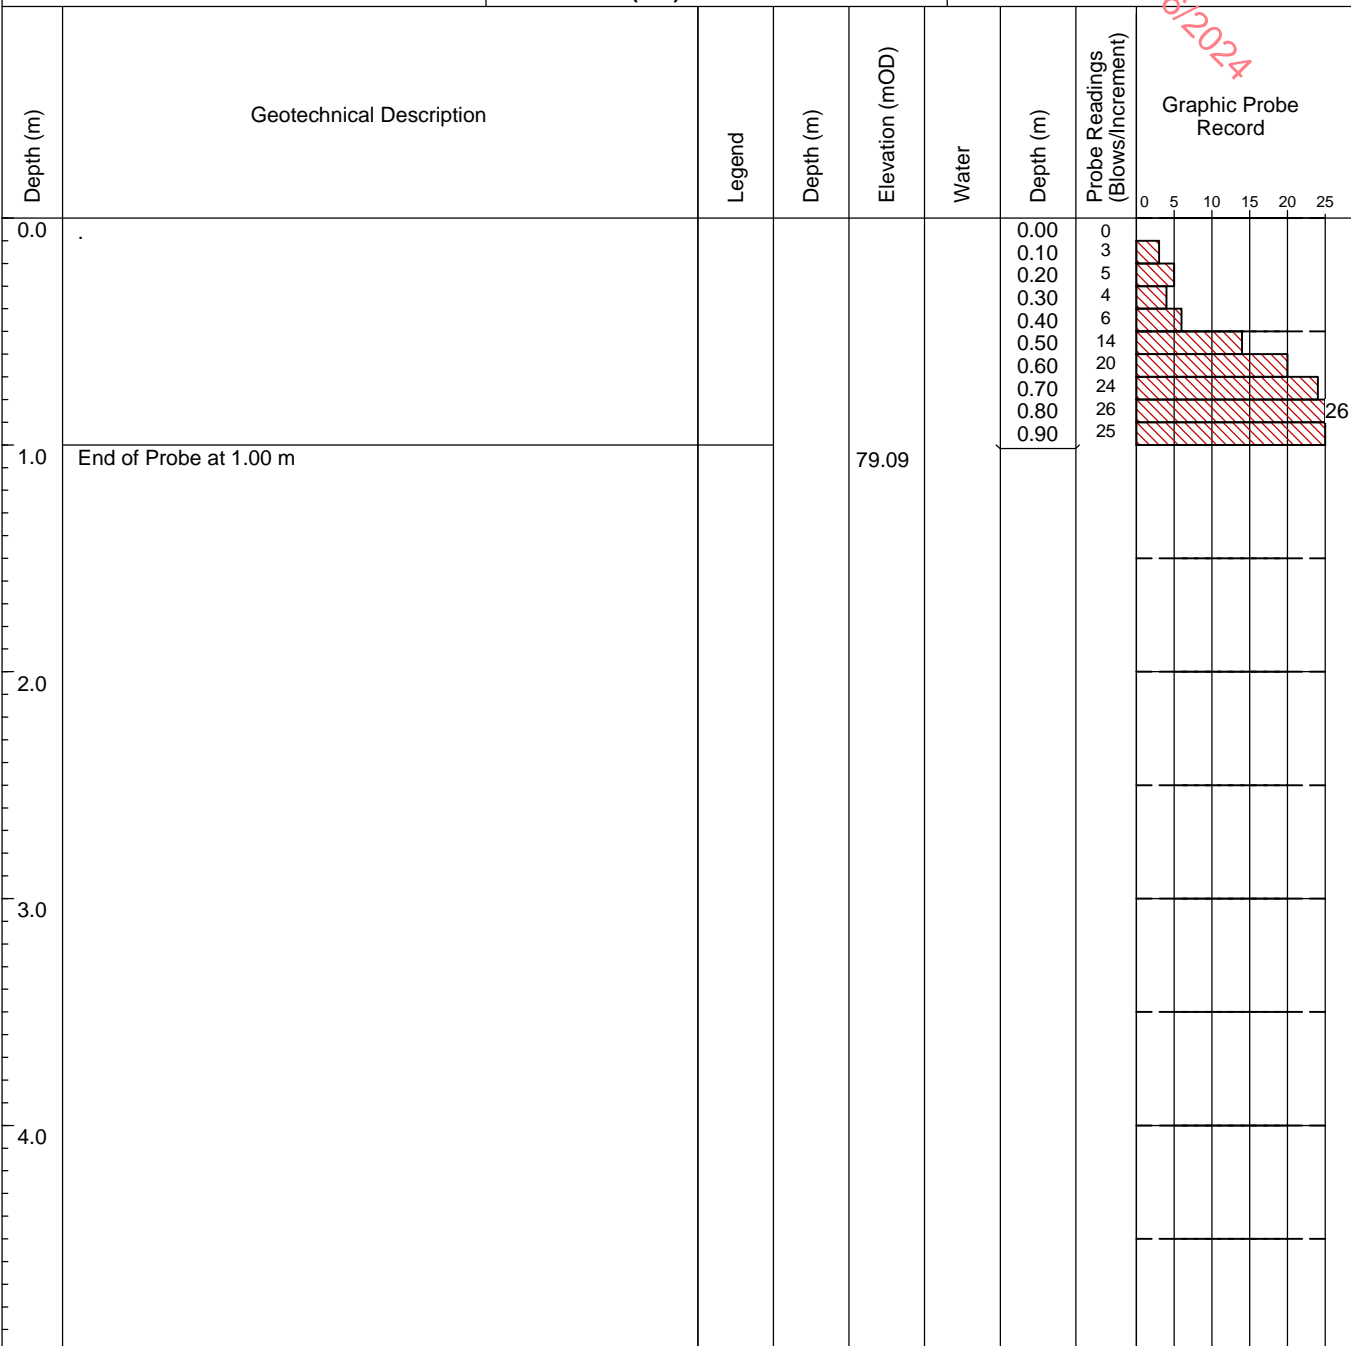 6/2024
Depth (m)
Geotechnical Description
Legend
Depth (m)
Elevation (mOD)
Water
Depth (m)
Probe Readings
(Blows/Increment)
Graphic Probe
Record
0 5 10 15 20 25
0.0 . 0.00 0
0.10 3
0.20 5
0.30 4
0.40 6
0.50 14
0.60 20
0.70 24
0.80 26 26
0.90 25
1.0 End of Probe at 1.00 m 79.09
2.0
3.0
4.0